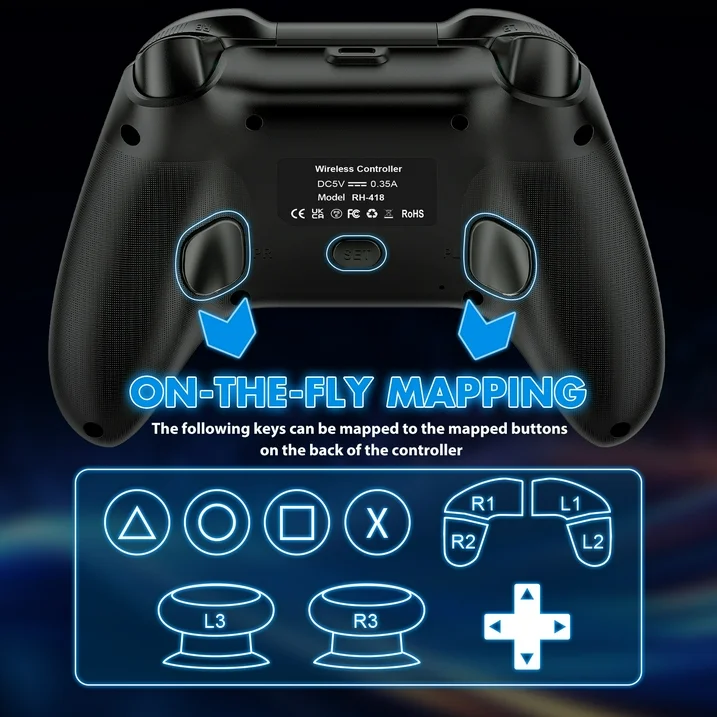 Wireless Controller
DC5V 0.35A
Model RH-418
CE UK CA FC RoHS
SET
ON-THE-FLY MAPPING
The following keys can be mapped to the mapped buttons
on the back of the controller
X
R1 L1
R2 L2
L3 R3